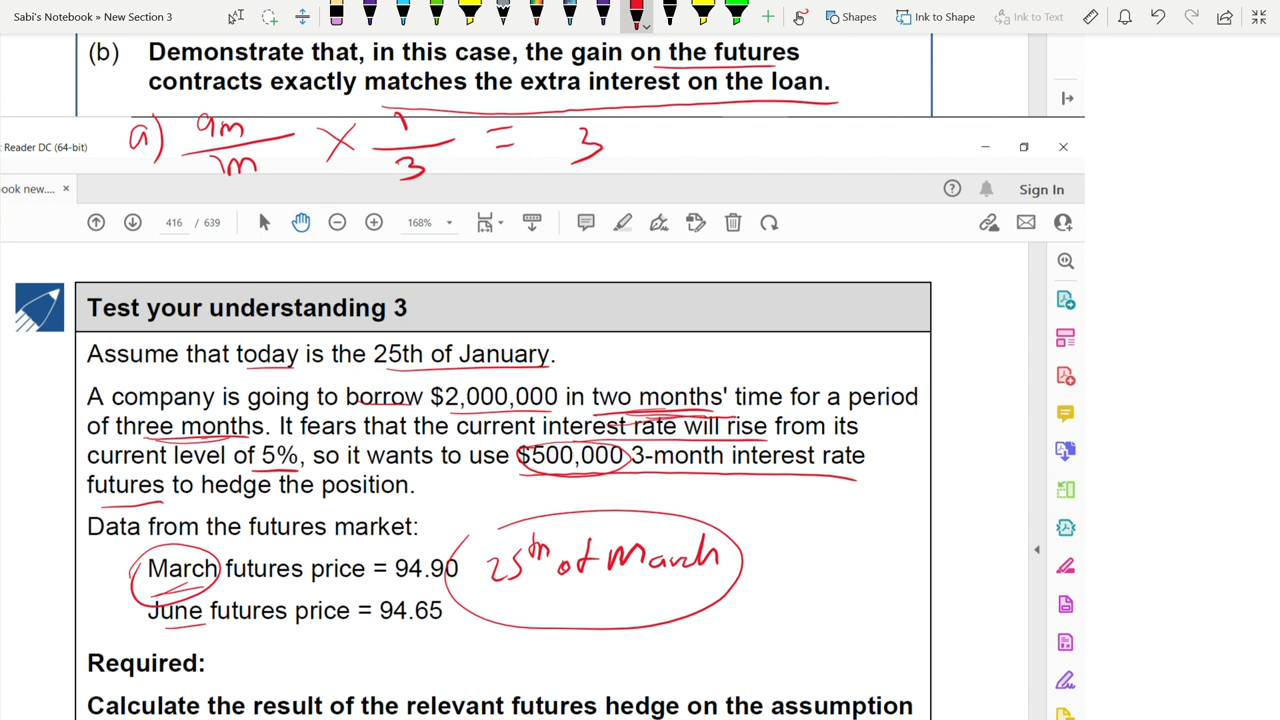 Sabi's Notebook » New Section 3
Shapes
Ink to Shape
Ink to Text
(b) Demonstrate that, in this case, the gain on the futures
contracts exactly matches the extra interest on the loan.
a) 9m / m × 1 / 3 = 3
Reader DC (64-bit)
ook new....
Sign In
416 / 639
168%
Test your understanding 3
Assume that today is the 25th of January.
A company is going to borrow $2,000,000 in two months' time for a period
of three months. It fears that the current interest rate will rise from its
current level of 5%, so it wants to use $500,000 3-month interest rate
futures to hedge the position.
Data from the futures market:
March futures price = 94.90
25th of March
June futures price = 94.65
Required:
Calculate the result of the relevant futures hedge on the assumption